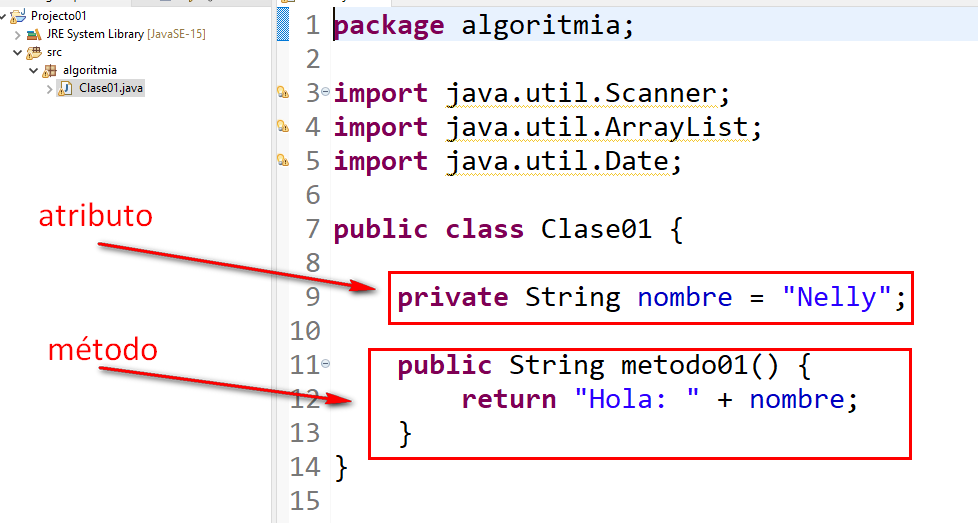 Projecto01
JRE System Library [JavaSE-15]
src
algoritmia
Clase01.java
atributo
método
1 package algoritmia;
2
3 import java.util.Scanner;
4 import java.util.ArrayList;
5 import java.util.Date;
6
7 public class Clase01 {
8
9 private String nombre = "Nelly";
10
11 public String metodo01() {
12 return "Hola: " + nombre;
13 }
14 }
15